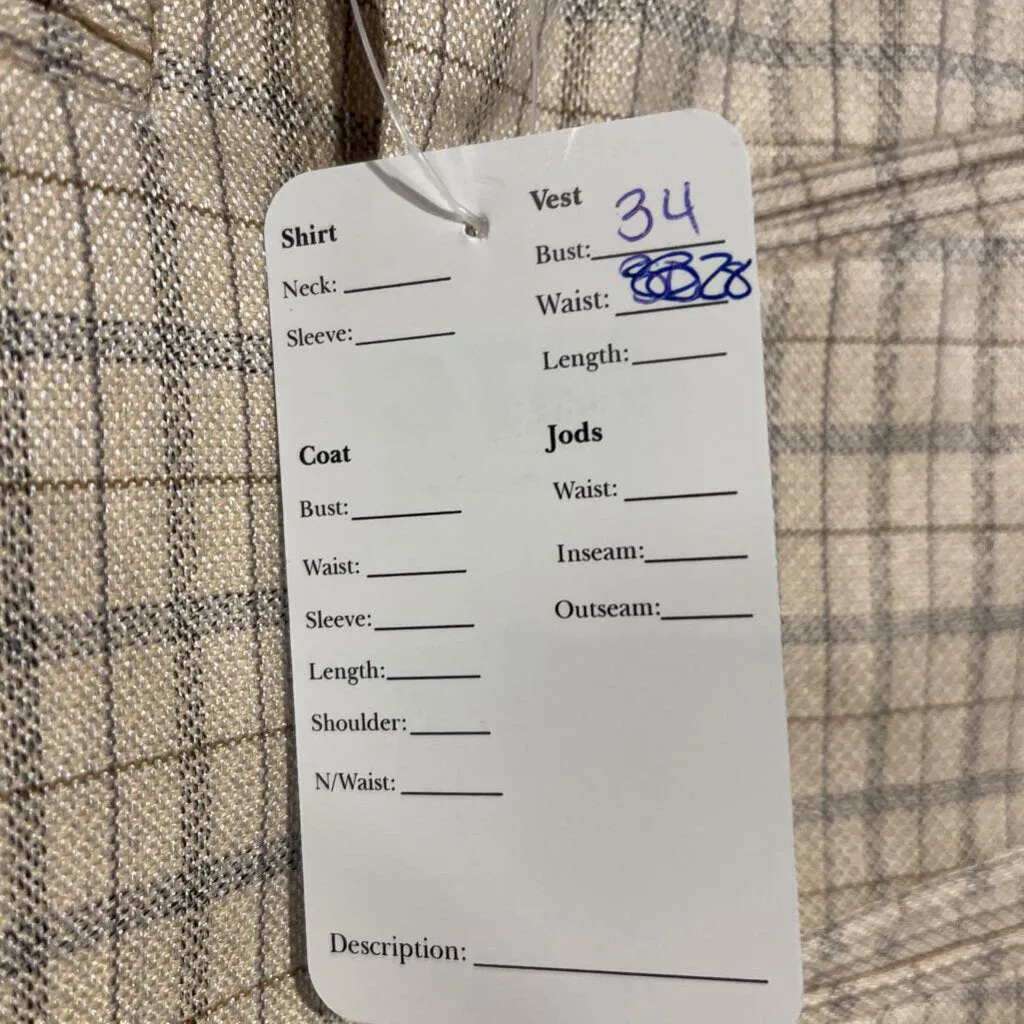 Shirt
Neck:
Sleeve:
Vest
Bust: 34
Waist: 28
Length:
Coat
Bust:
Waist:
Sleeve:
Length:
Shoulder:
N/Waist:
Jods
Waist:
Inseam:
Outseam:
Description: